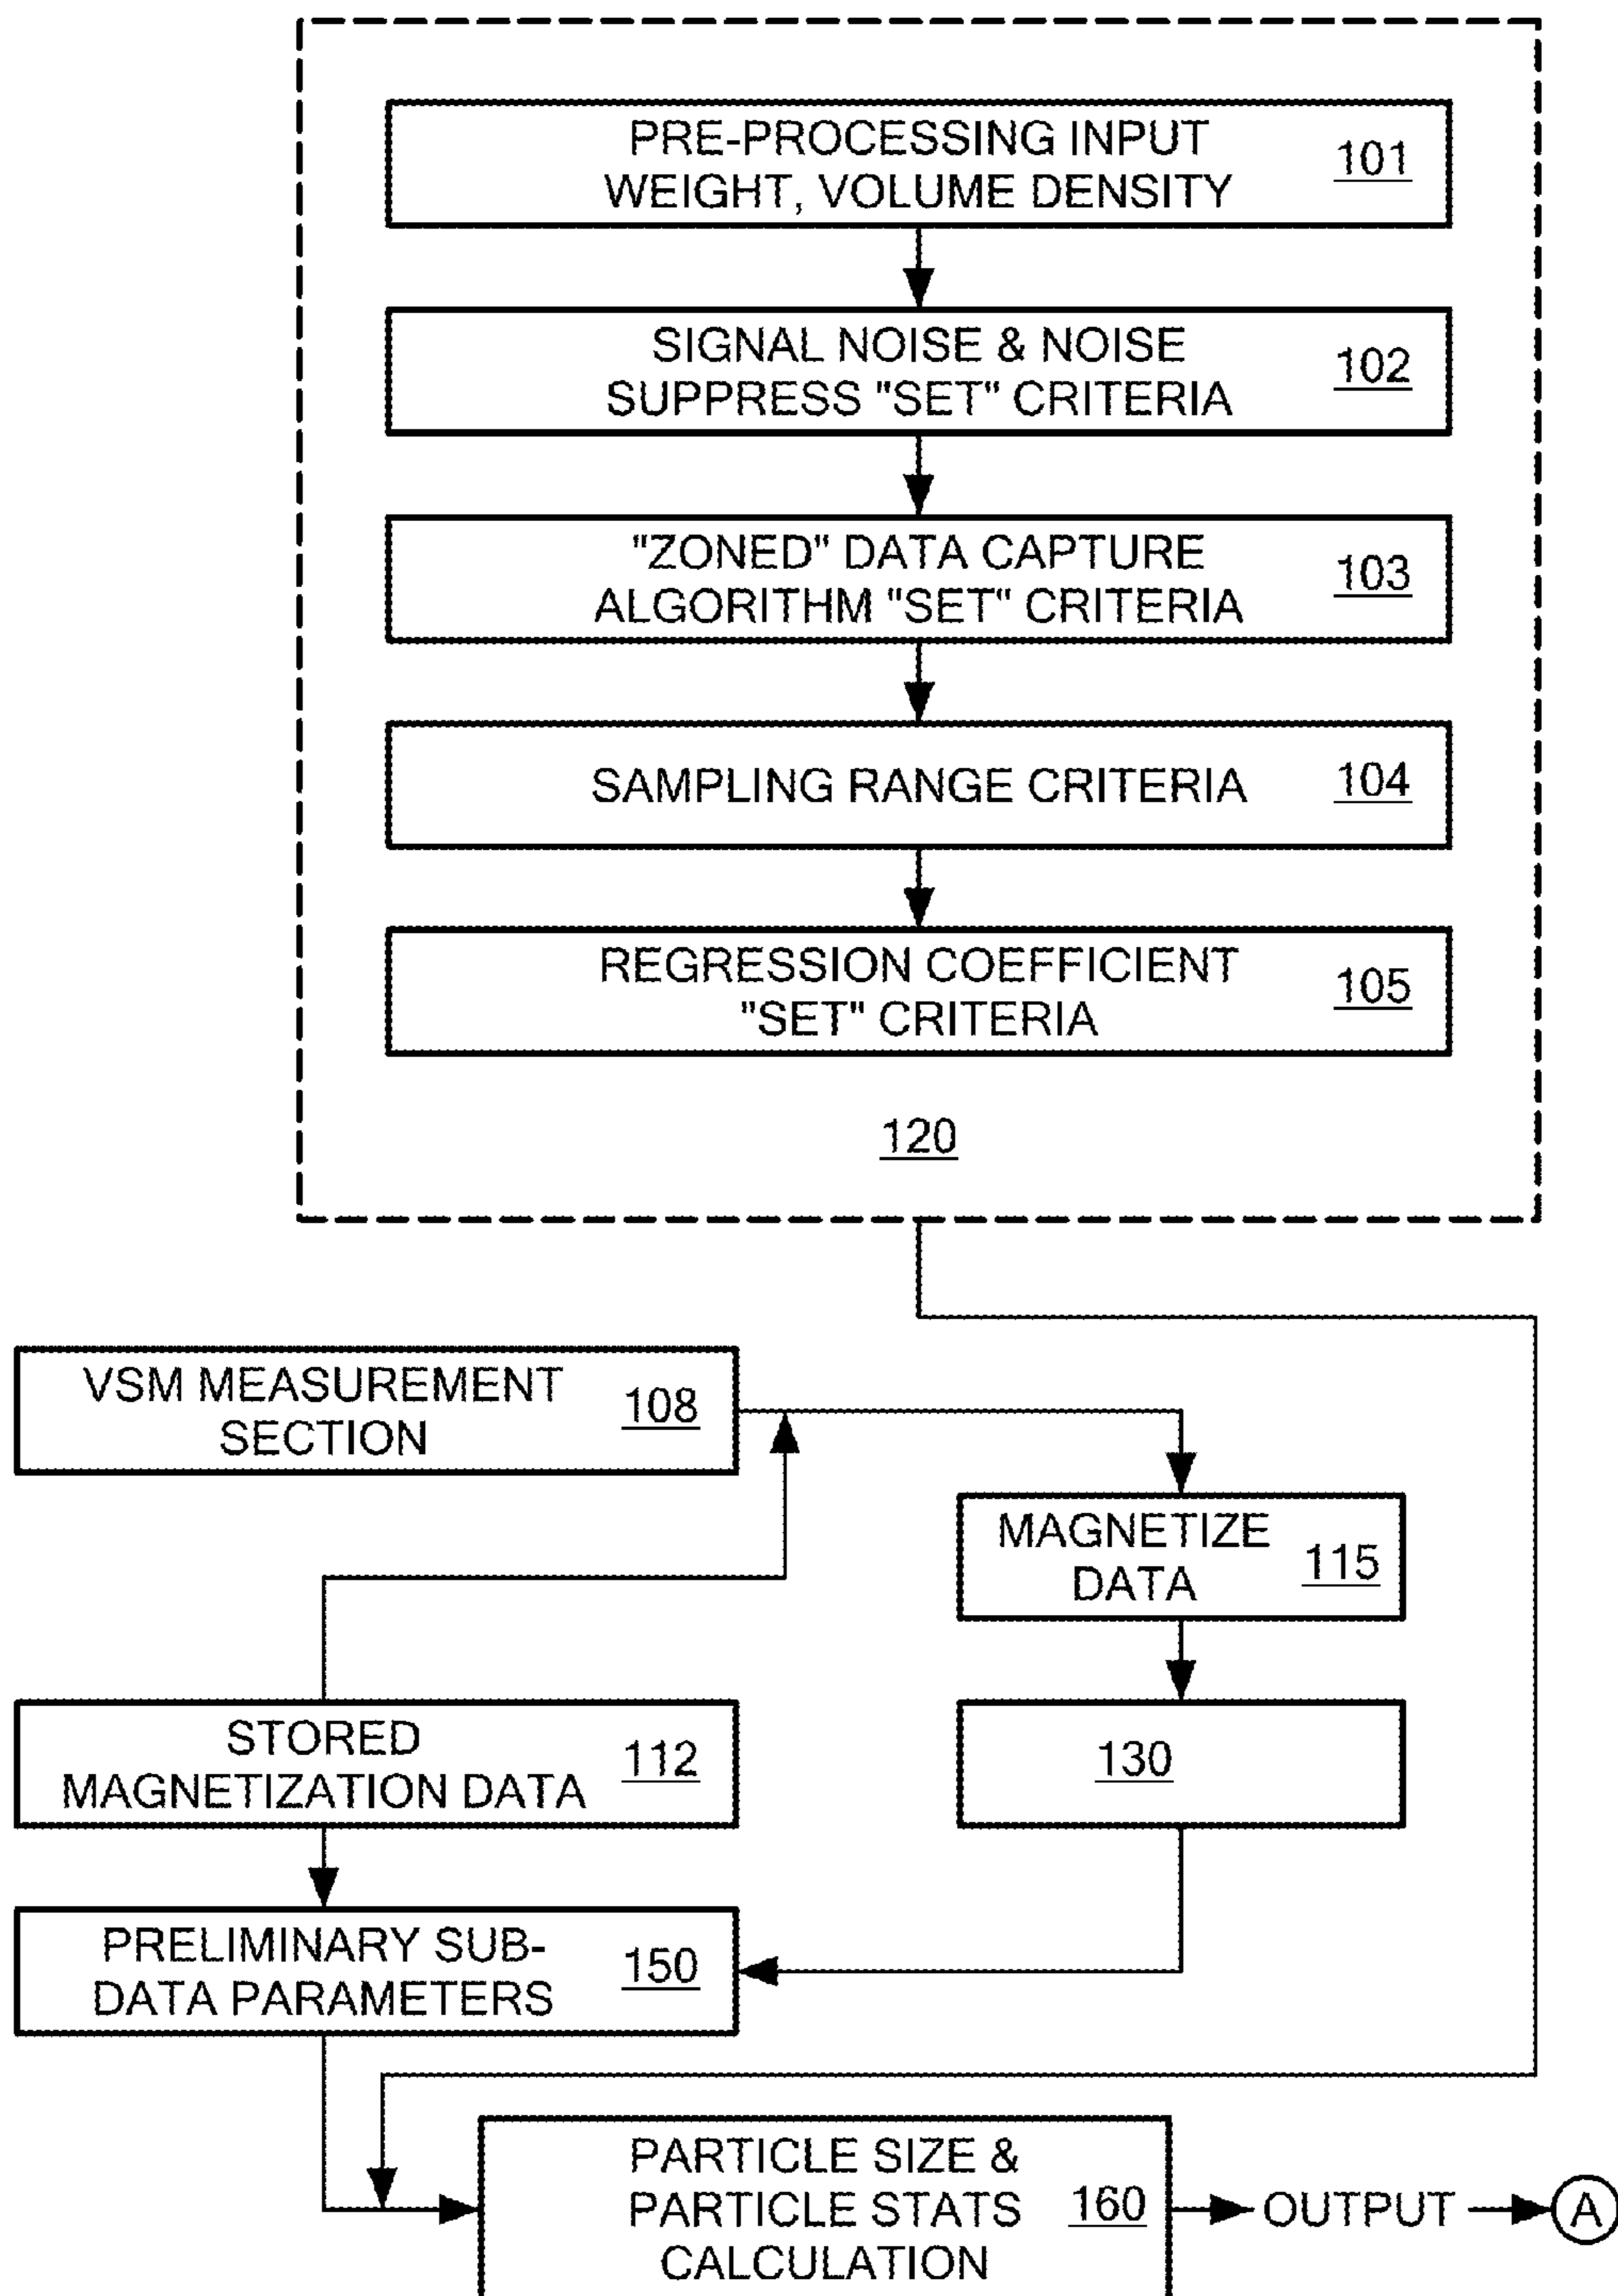 PRE-PROCESSING INPUT
WEIGHT, VOLUME DENSITY
101
SIGNAL NOISE & NOISE
SUPPRESS "SET" CRITERIA
102
"ZONED" DATA CAPTURE
ALGORITHM "SET" CRITERIA
103
SAMPLING RANGE CRITERIA 104
REGRESSION COEFFICIENT
"SET" CRITERIA
105
120
VSM MEASUREMENT
SECTION
108
MAGNETIZE
DATA
115
STORED
MAGNETIZATION DATA
112
130
PRELIMINARY SUB-
DATA PARAMETERS
150
PARTICLE SIZE &
PARTICLE STATS
CALCULATION
160
OUTPUT
A